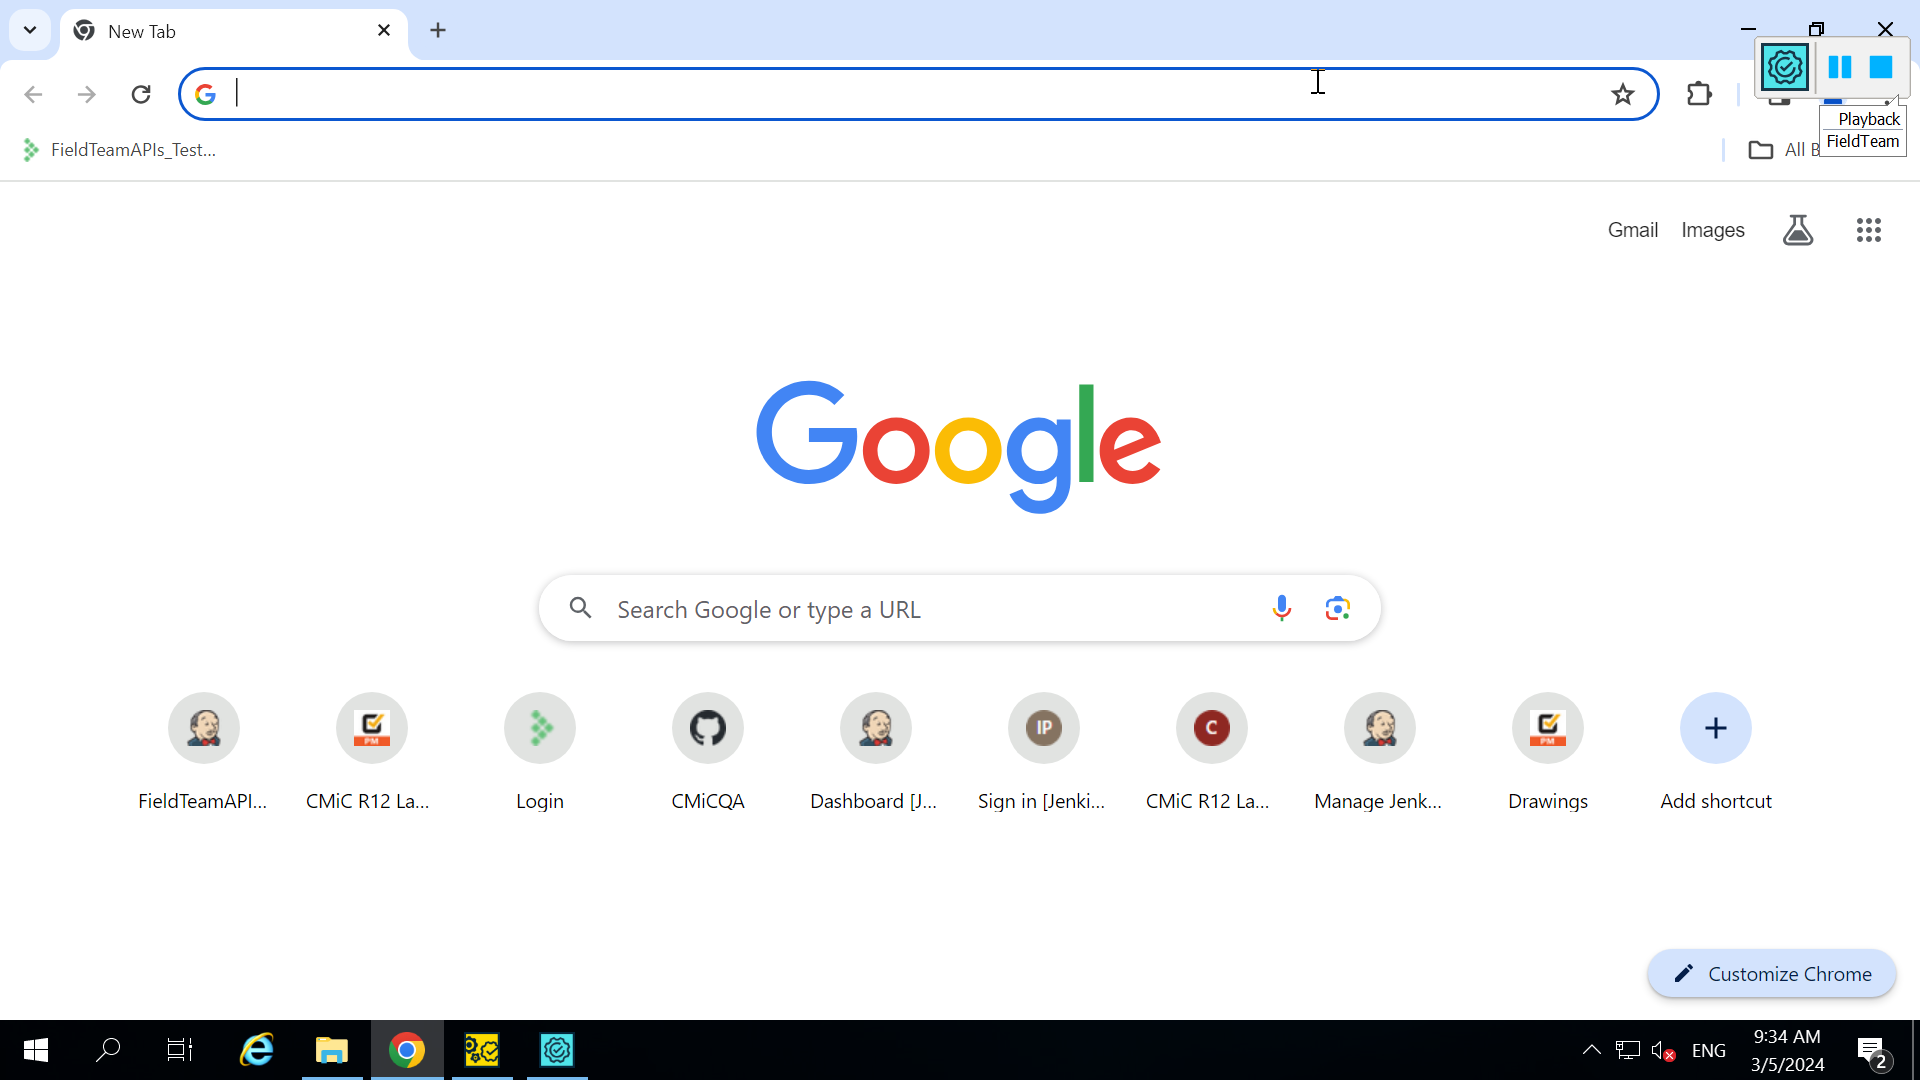 New Tab
Playback
FieldTeam
FieldTeamAPIs_Test...
All B
Gmail
Images
Google
Search Google or type a URL
IP
C
PM
PM
FieldTeamAPI...
CMiC R12 La...
Login
CMiCQA
Dashboard [J...
Sign in [Jenki...
CMiC R12 La...
Manage Jenk...
Drawings
Add shortcut
Customize Chrome
ENG
9:34 AM
3/5/2024
2